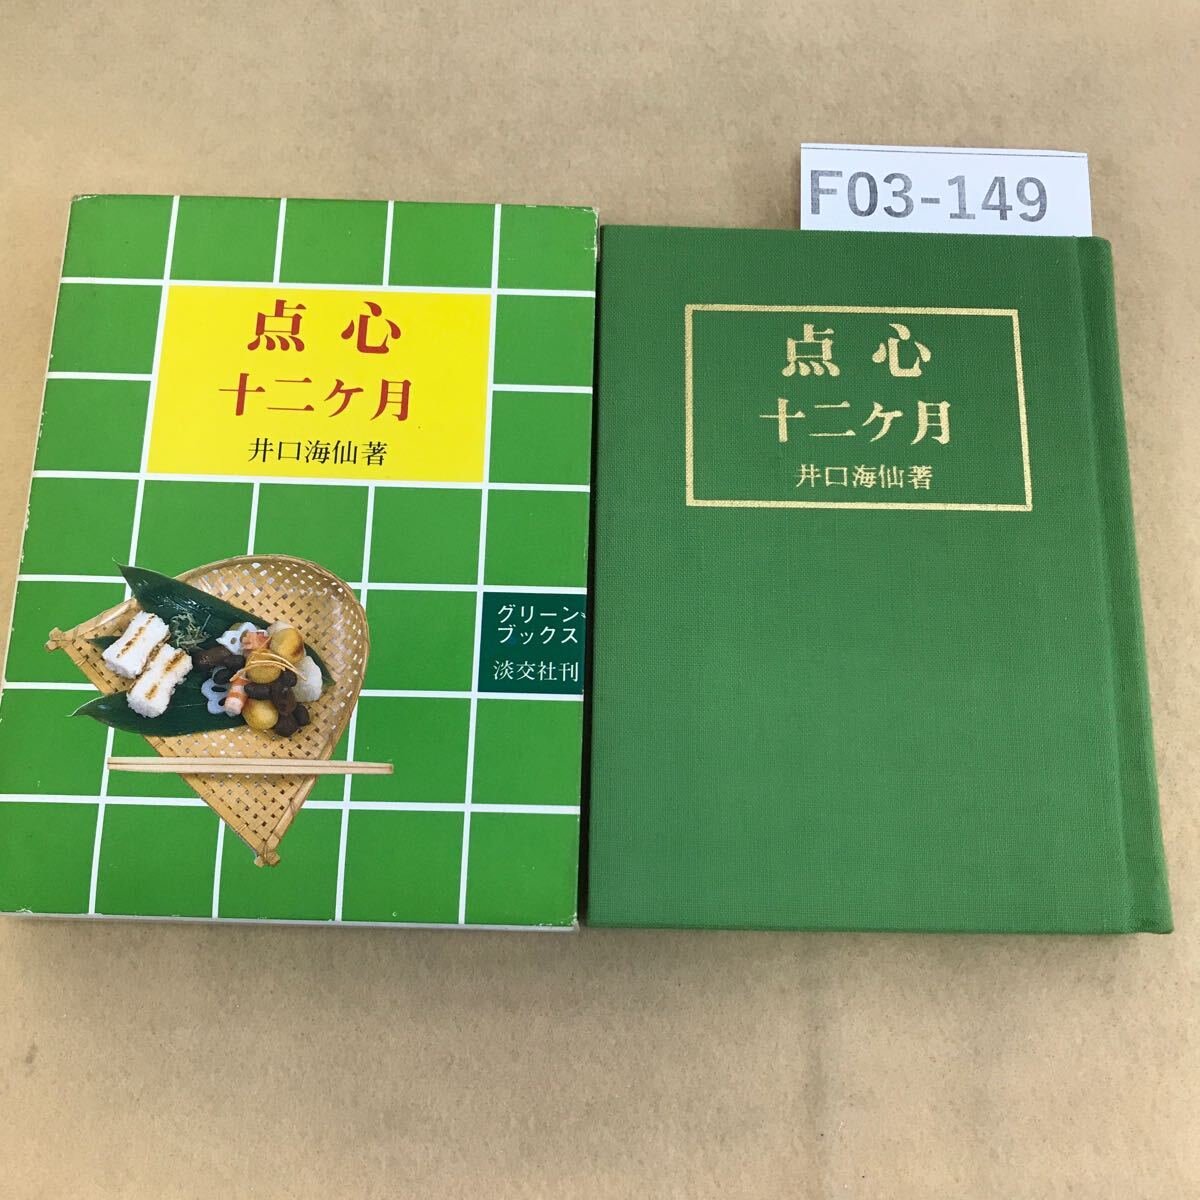 F03-149
点心
十二ケ月
井口海仙著
グリーン
ブックス
淡交社刊
点心
十二ケ月
井口海仙著